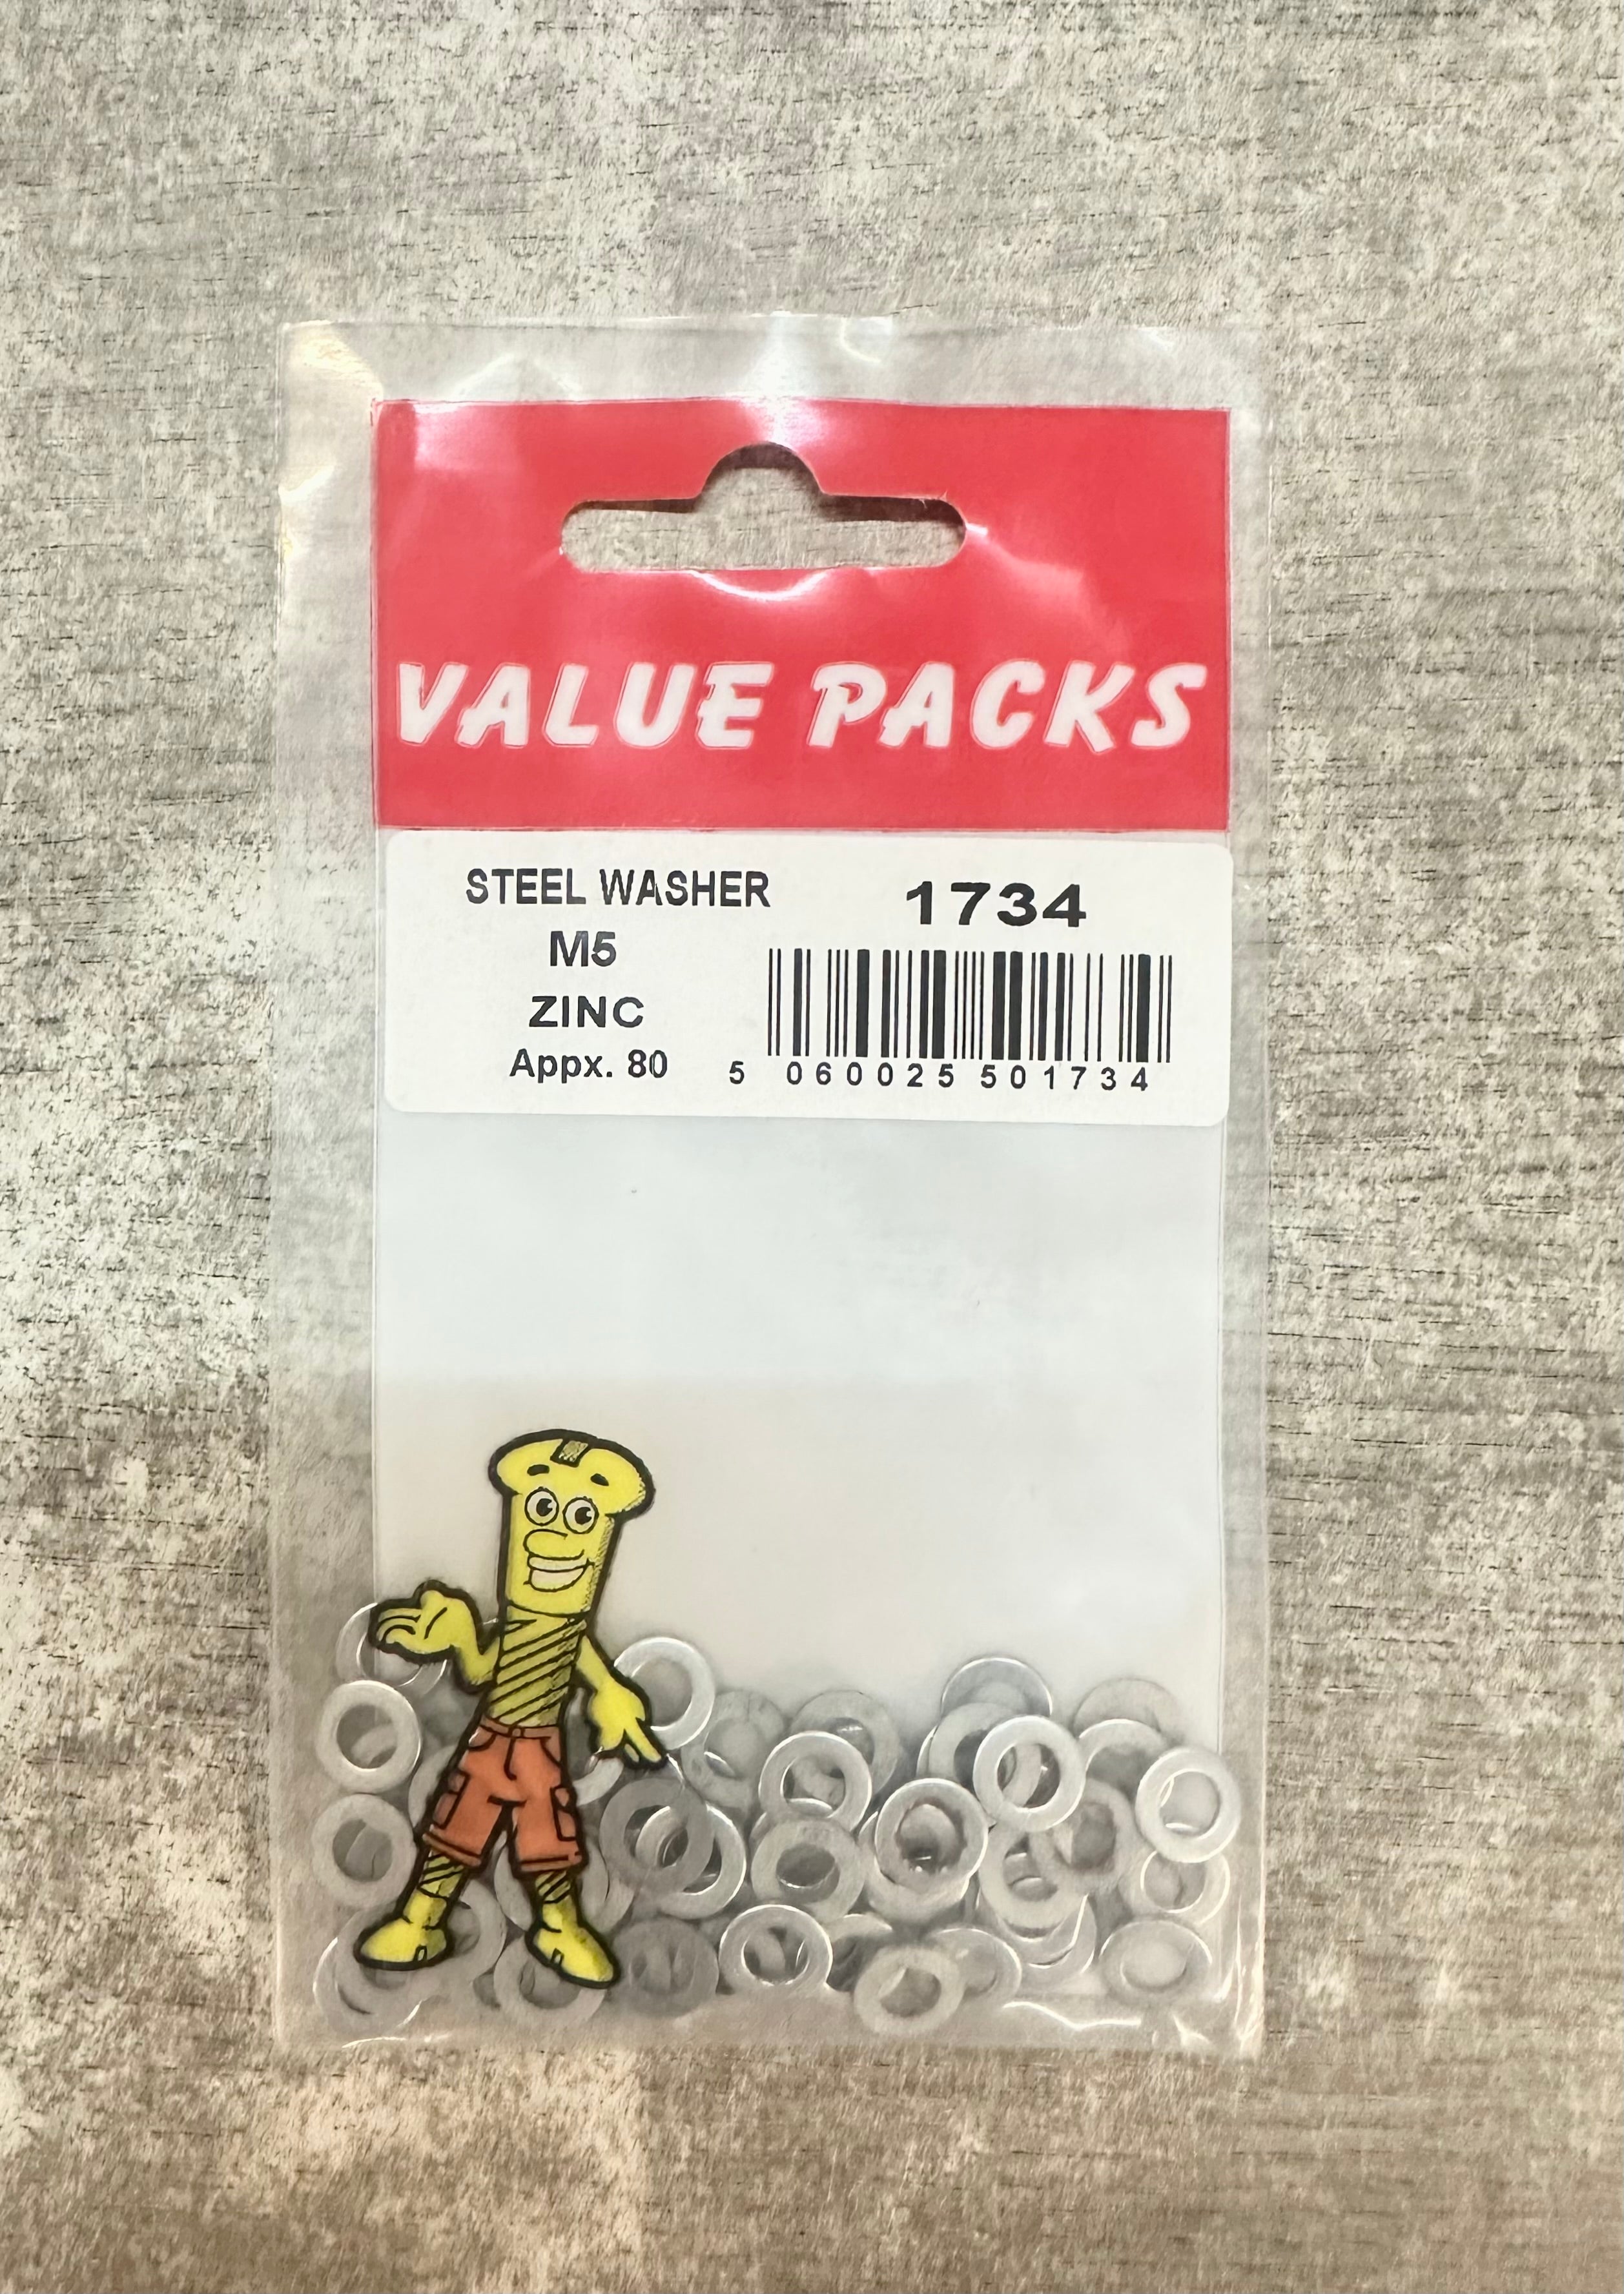 VALUE PACKS
STEEL WASHER
M5
ZINC
Appx. 80
1734
5 060025 501734